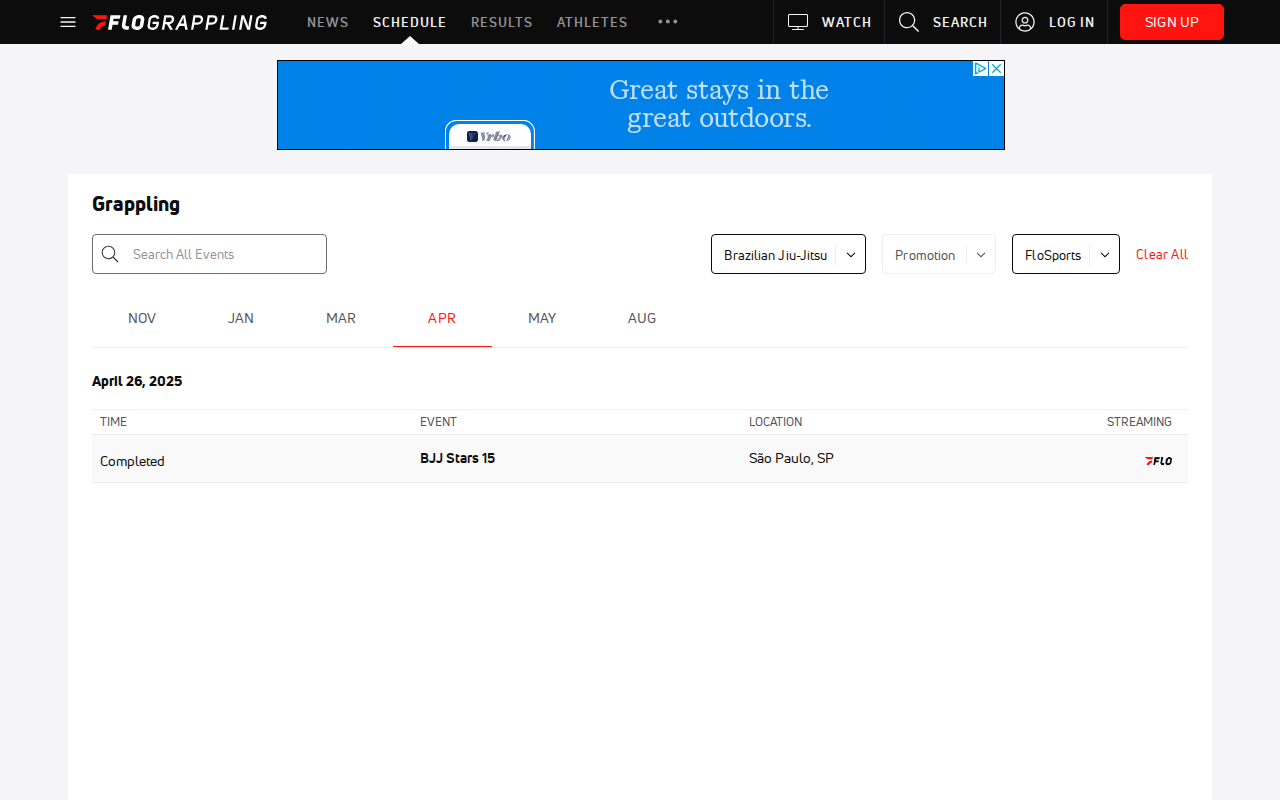 FLOGRAPPLING NEWS SCHEDULE RESULTS ATHLETES WATCH SEARCH LOG IN SIGN UP
Great stays in the
great outdoors.
Vrbo
Grappling
Search All Events Brazilian Jiu-Jitsu Promotion FloSports Clear All
NOV JAN MAR APR MAY AUG
April 26, 2025
TIME EVENT LOCATION STREAMING
Completed BJJ Stars 15 São Paulo, SP FLO